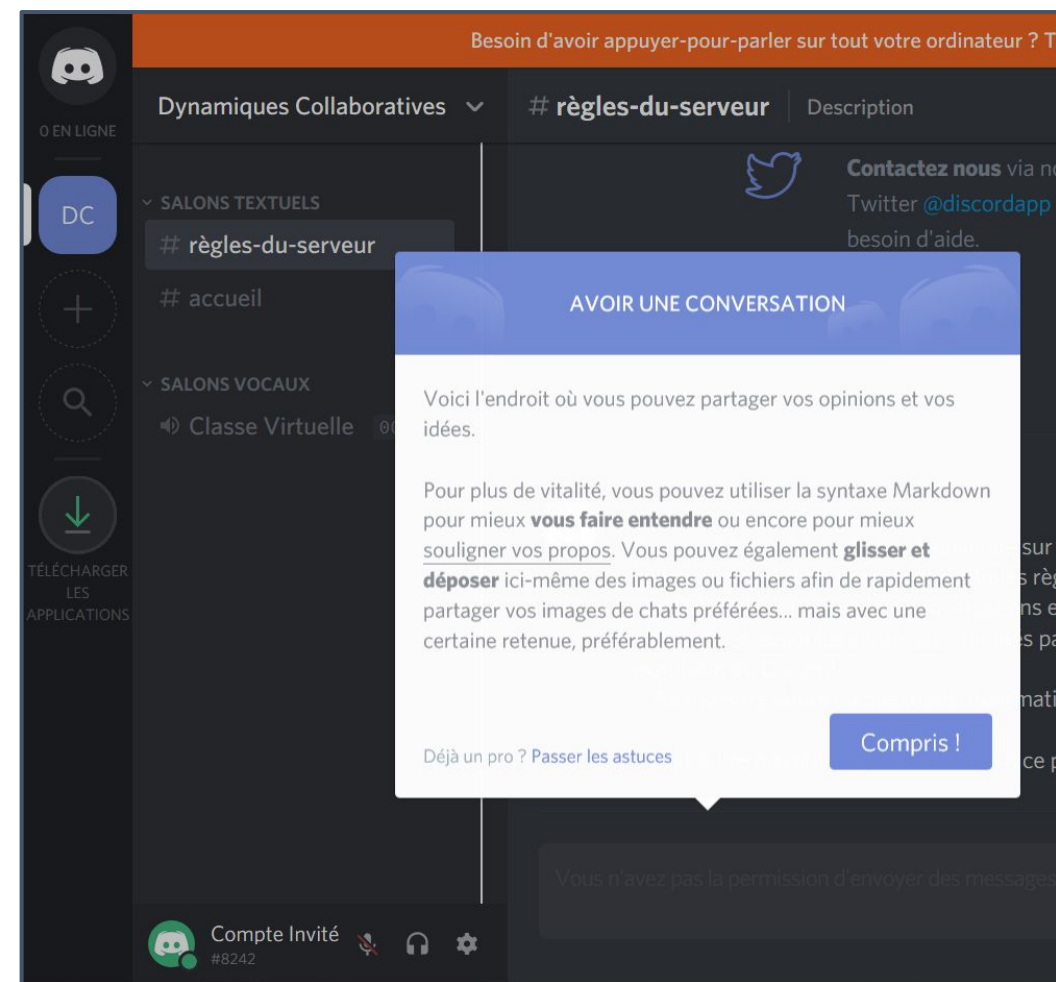 Besoin d'avoir appuyer-pour-parler sur tout votre ordinateur ? T
0 EN LIGNE
DC
TÉLÉCHARGER
LES
APPLICATIONS
Dynamiques Collaboratives
SALONS TEXTUELS
# règles-du-serveur
# accueil
SALONS VOCAUX
Classe Virtuelle
Compte Invité
#8242
# règles-du-serveur
Description
Contactez nous via
Twitter @discordapp
besoin d'aide.
AVOIR UNE CONVERSATION
Voici l'endroit où vous pouvez partager vos opinions et vos
idées.
Pour plus de vitalité, vous pouvez utiliser la syntaxe Markdown
pour mieux vous faire entendre ou encore pour mieux
souligner vos propos. Vous pouvez également glisser et
déposer ici-même des images ou fichiers afin de rapidement
partager vos images de chats préférées... mais avec une
certaine retenue, préférablement.
Déjà un pro ? Passer les astuces
Compris !
sur
ce
Vous n'avez pas la permission d'envoyer des messages